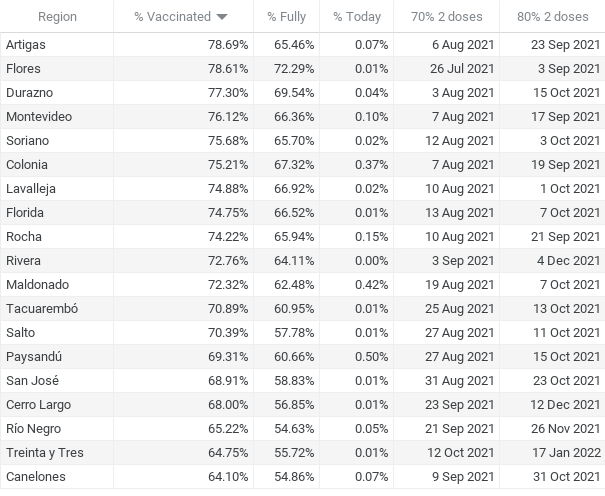 Region % Vaccinated % Fully % Today 70% 2 doses 80% 2 doses
Artigas 78.69% 65.46% 0.07% 6 Aug 2021 23 Sep 2021
Flores 78.61% 72.29% 0.01% 26 Jul 2021 3 Sep 2021
Durazno 77.30% 69.54% 0.04% 3 Aug 2021 15 Oct 2021
Montevideo 76.12% 66.36% 0.10% 7 Aug 2021 17 Sep 2021
Soriano 75.68% 65.70% 0.02% 12 Aug 2021 3 Oct 2021
Colonia 75.21% 67.32% 0.37% 7 Aug 2021 19 Sep 2021
Lavalleja 74.88% 66.92% 0.02% 10 Aug 2021 1 Oct 2021
Florida 74.75% 66.52% 0.01% 13 Aug 2021 7 Oct 2021
Rocha 74.22% 65.94% 0.15% 10 Aug 2021 21 Sep 2021
Rivera 72.76% 64.11% 0.00% 3 Sep 2021 4 Dec 2021
Maldonado 72.32% 62.48% 0.42% 19 Aug 2021 7 Oct 2021
Tacuarembó 70.89% 60.95% 0.01% 25 Aug 2021 13 Oct 2021
Salto 70.39% 57.78% 0.01% 27 Aug 2021 11 Oct 2021
Paysandú 69.31% 60.66% 0.50% 27 Aug 2021 15 Oct 2021
San José 68.91% 58.83% 0.01% 31 Aug 2021 23 Oct 2021
Cerro Largo 68.00% 56.85% 0.01% 23 Sep 2021 12 Dec 2021
Río Negro 65.22% 54.63% 0.05% 21 Sep 2021 26 Nov 2021
Treinta y Tres 64.75% 55.72% 0.01% 12 Oct 2021 17 Jan 2022
Canelones 64.10% 54.86% 0.07% 9 Sep 2021 31 Oct 2021